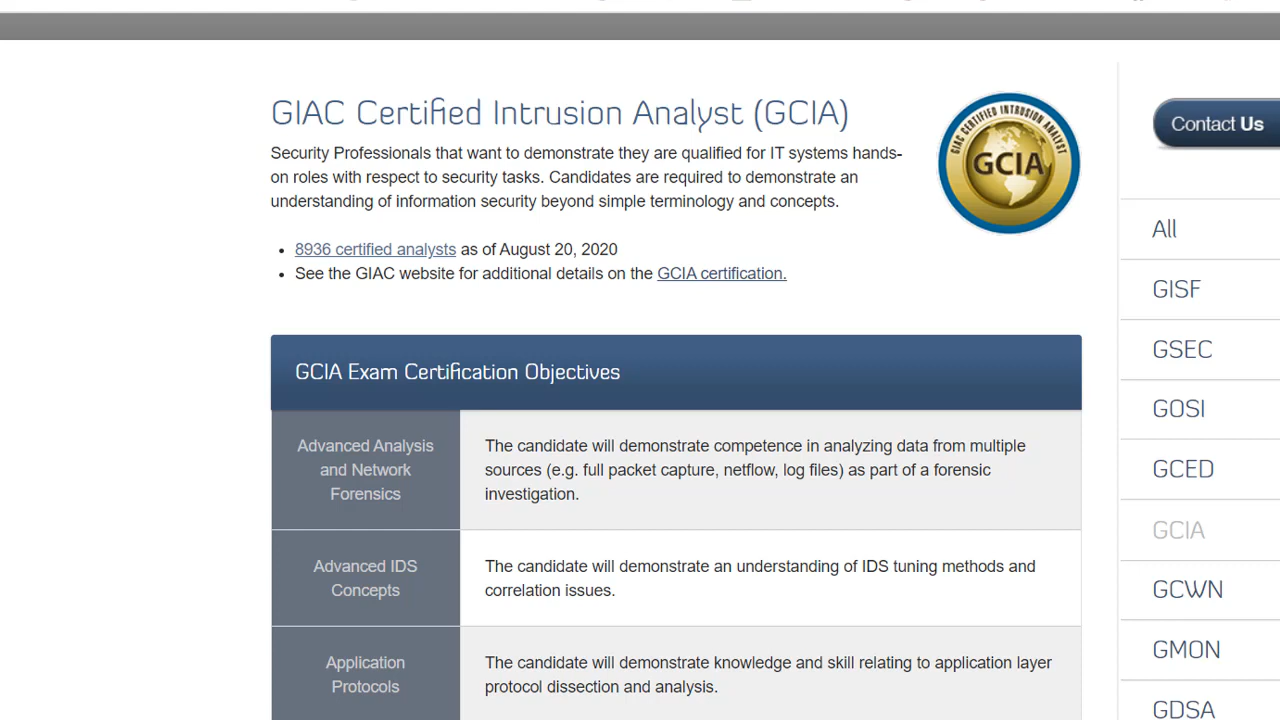 GIAC Certified Intrusion Analyst (GCIA)
Security Professionals that want to demonstrate they are qualified for IT systems hands-
on roles with respect to security tasks. Candidates are required to demonstrate an
understanding of information security beyond simple terminology and concepts.
• 8936 certified analysts as of August 20, 2020
• See the GIAC website for additional details on the GCIA certification.
GIAC CERTIFIED INTRUSION ANALYST
GCIA
GCIA Exam Certification Objectives
Advanced Analysis
and Network
Forensics
The candidate will demonstrate competence in analyzing data from multiple
sources (e.g. full packet capture, netflow, log files) as part of a forensic
investigation.
Advanced IDS
Concepts
The candidate will demonstrate an understanding of IDS tuning methods and
correlation issues.
Application
Protocols
The candidate will demonstrate knowledge and skill relating to application layer
protocol dissection and analysis.
Contact Us
All
GISF
GSEC
GOSI
GCED
GCIA
GCWN
GMON
GDSA